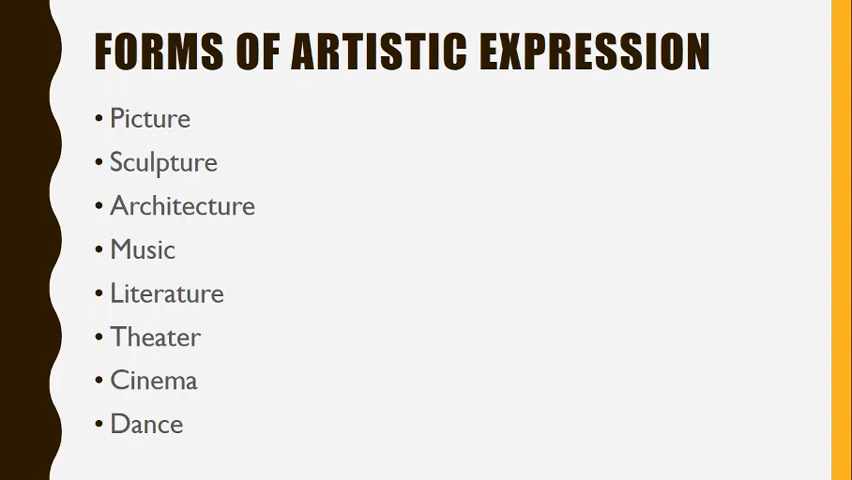 FORMS OF ARTISTIC EXPRESSION
• Picture
• Sculpture
• Architecture
• Music
• Literature
• Theater
• Cinema
• Dance